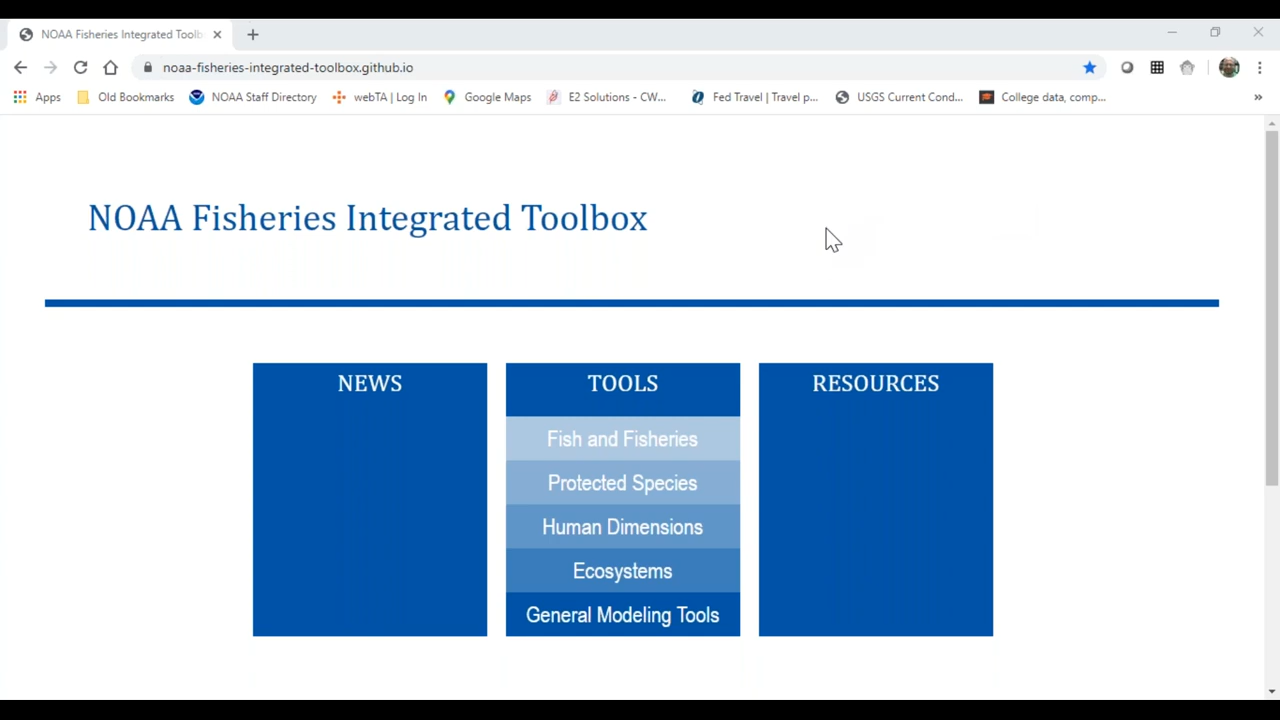 NOAA Fisheries Integrated Toolb
noaa-fisheries-integrated-toolbox.github.io
Apps Old Bookmarks NOAA Staff Directory webTA | Log In Google Maps E2 Solutions - CW... Fed Travel | Travel p... USGS Current Cond... College data, comp...
NOAA Fisheries Integrated Toolbox
NEWS
TOOLS
Fish and Fisheries
Protected Species
Human Dimensions
Ecosystems
General Modeling Tools
RESOURCES